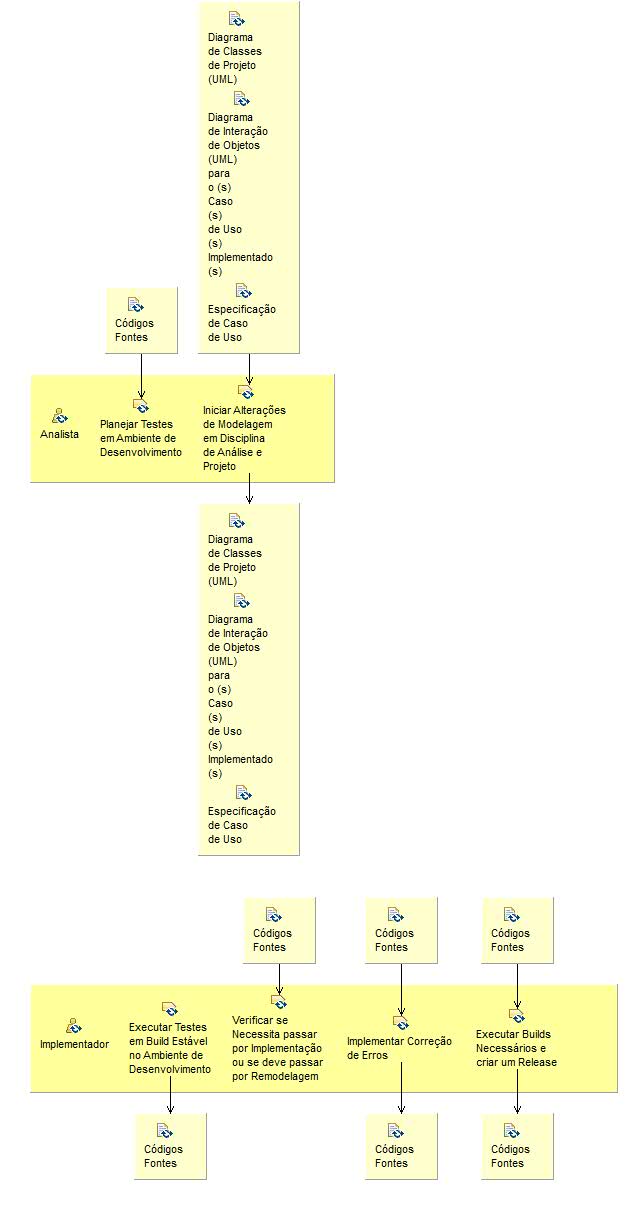 Diagrama
de Classes
de Projeto
(UML)
Diagrama
de Interação
de Objetos
(UML)
para
o (s)
Caso
(s)
de Uso
(s)
Implementado
(s)
Especificação
de Caso
de Uso
Códigos
Fontes
Analista
Planejar Testes
em Ambiente de
Desenvolvimento
Iniciar Alterações
de Modelagem
em Disciplina
de Análise e
Projeto
Diagrama
de Classes
de Projeto
(UML)
Diagrama
de Interação
de Objetos
(UML)
para
o (s)
Caso
(s)
de Uso
(s)
Implementado
(s)
Especificação
de Caso
de Uso
Códigos
Fontes
Códigos
Fontes
Códigos
Fontes
Implementador
Executar Testes
em Build Estável
no Ambiente de
Desenvolvimento
Verificar se
Necessita passar
por Implementação
ou se deve passar
por Remodelagem
Implementar Correção
de Erros
Executar Builds
Necessários e
criar um Release
Códigos
Fontes
Códigos
Fontes
Códigos
Fontes